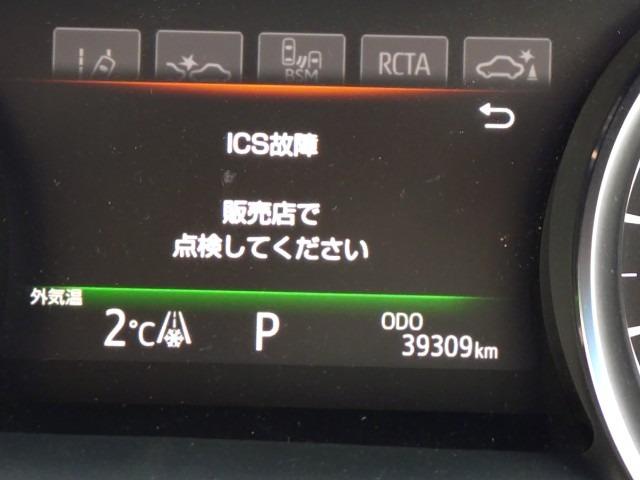 BSM
RCTA
ICS故障
販売店で
点検してください
外気温
2℃
P
ODO
39309km